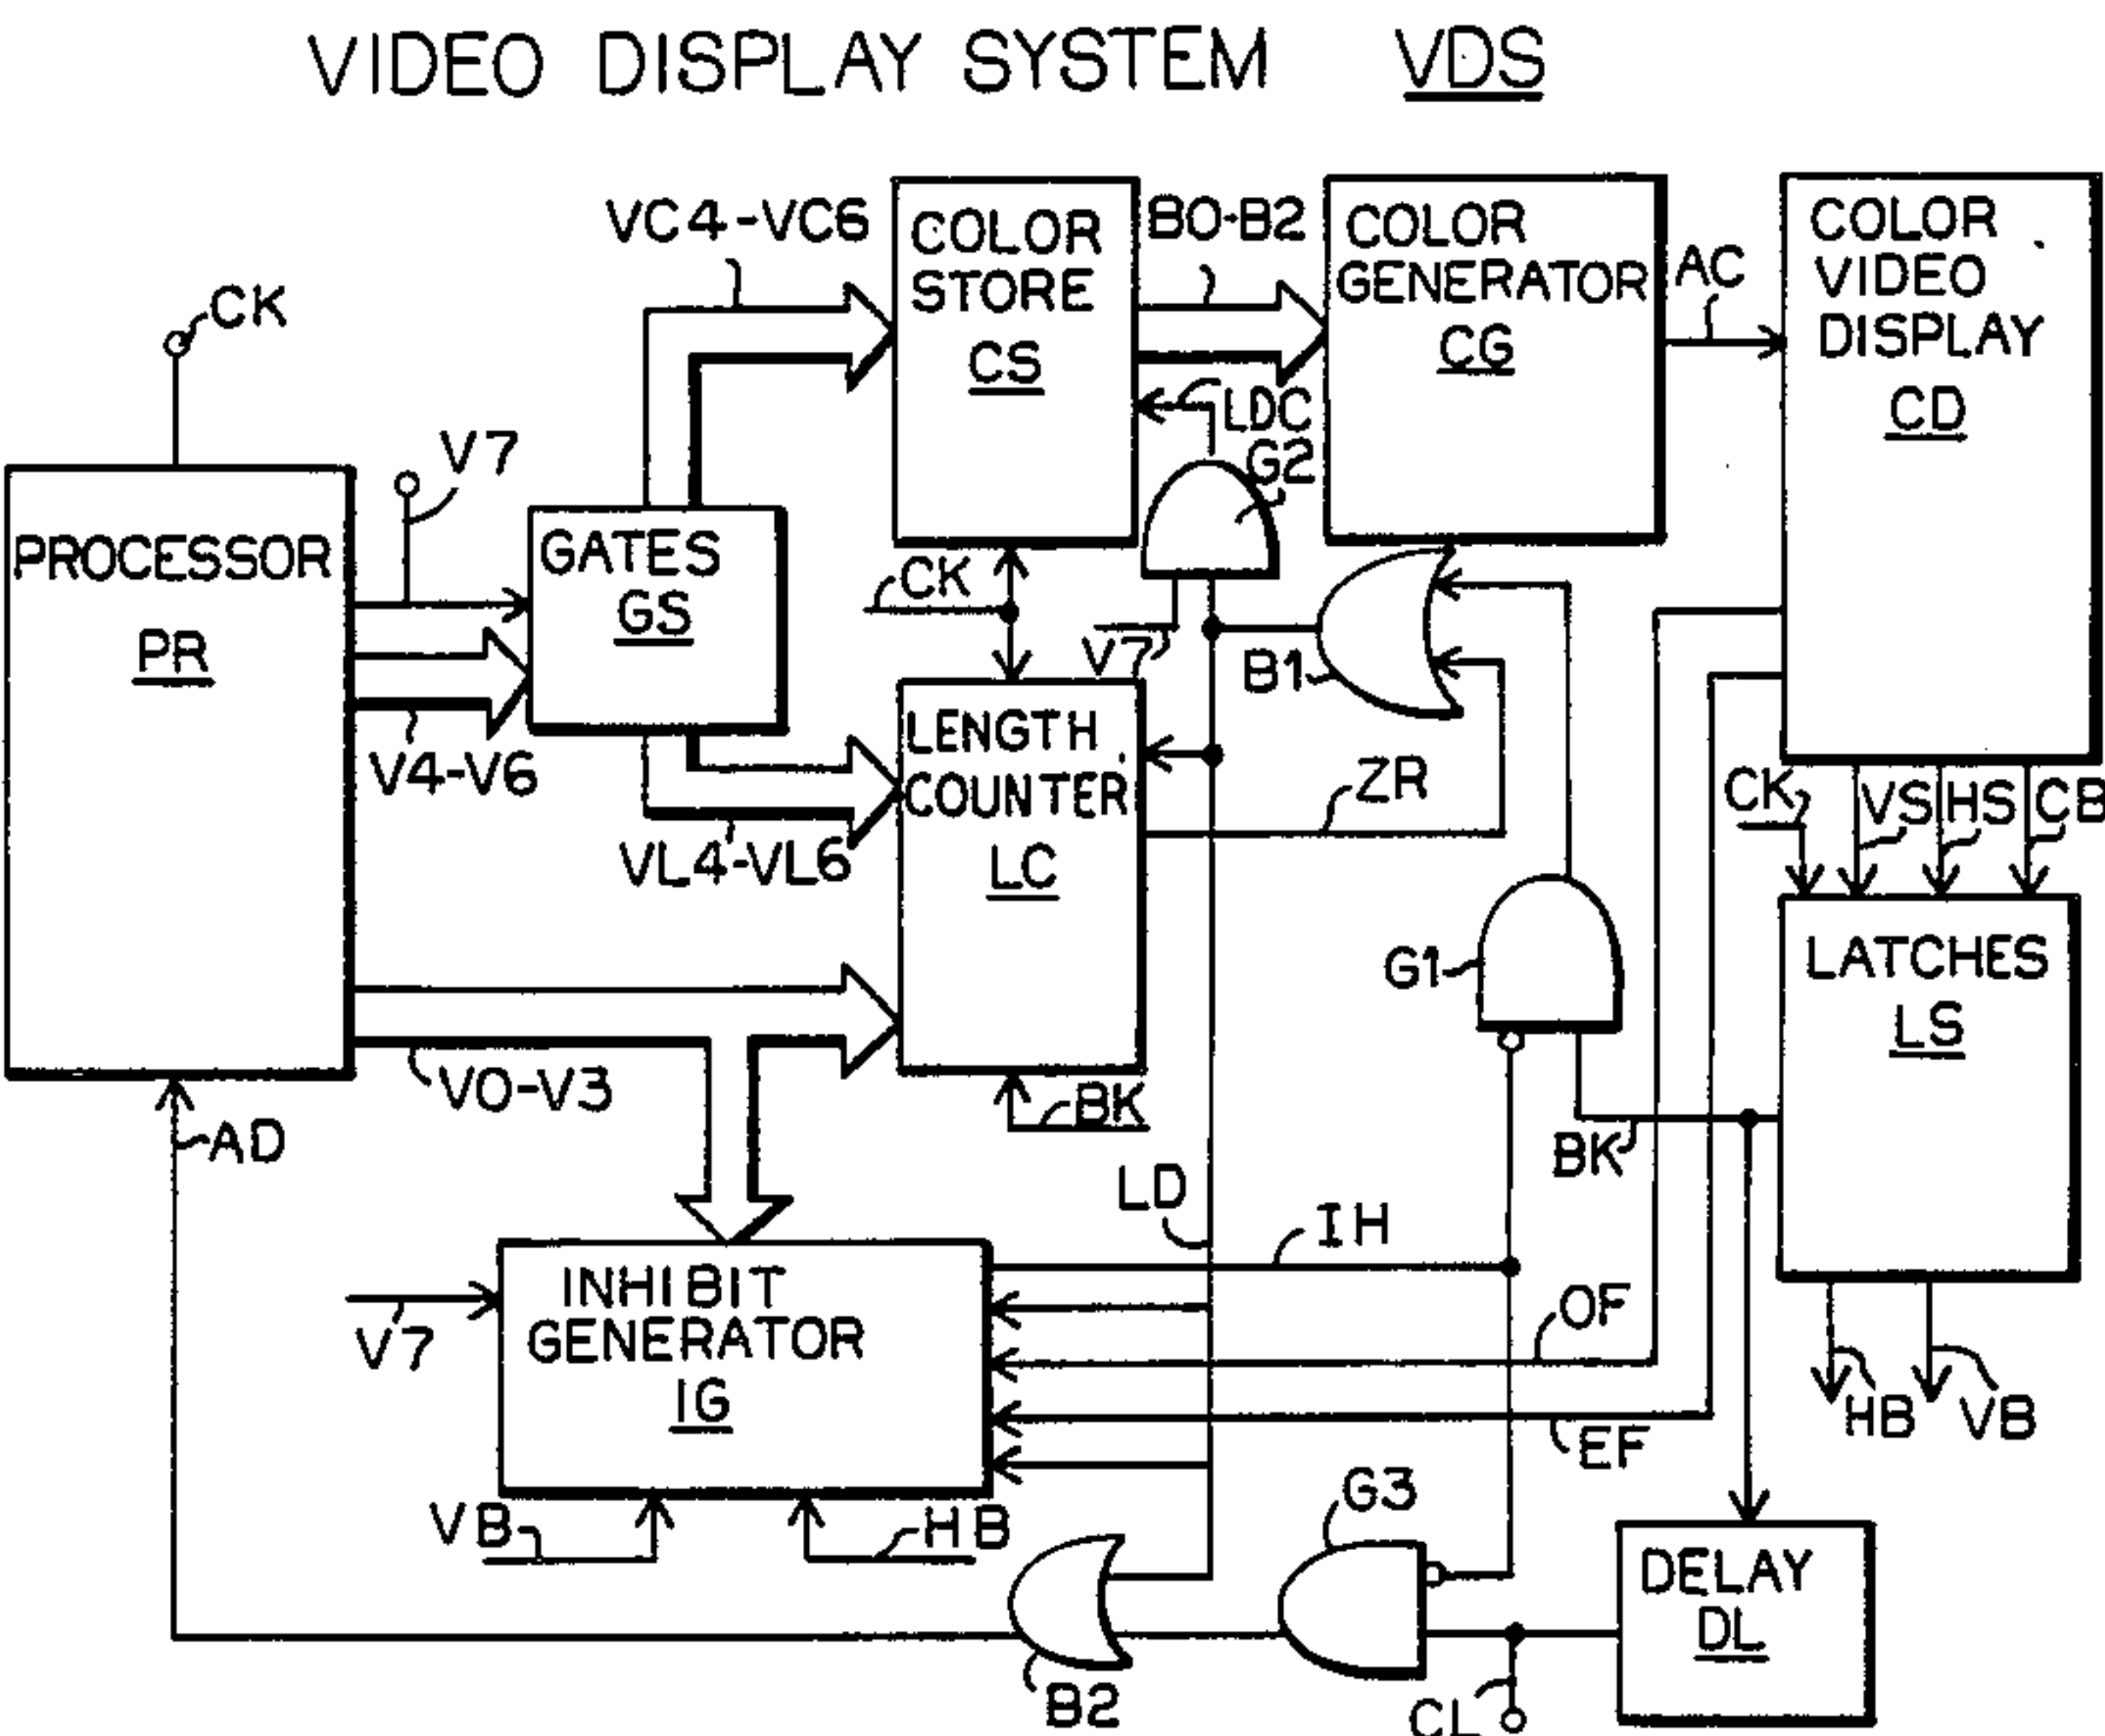 VIDEO DISPLAY SYSTEM VDS
VC4-VC6
COLOR
STORE
CS
B0-B2
COLOR
GENERATOR
CG
AC
COLOR
VIDEO
DISPLAY
CD
CK
V7
LDC
G2
PROCESSOR
PR
GATES
GS
CK
V7
B1
V4-V6
VL4-VL6
LENGTH
COUNTER
LC
ZR
CK
VS
HS
CB
G1
LATCHES
LS
V0-V3
BK
BK
AD
LD
IH
V7
INHIBIT
GENERATOR
IG
OF
EF
HB
VB
VB
HB
G3
B2
CL
DELAY
DL